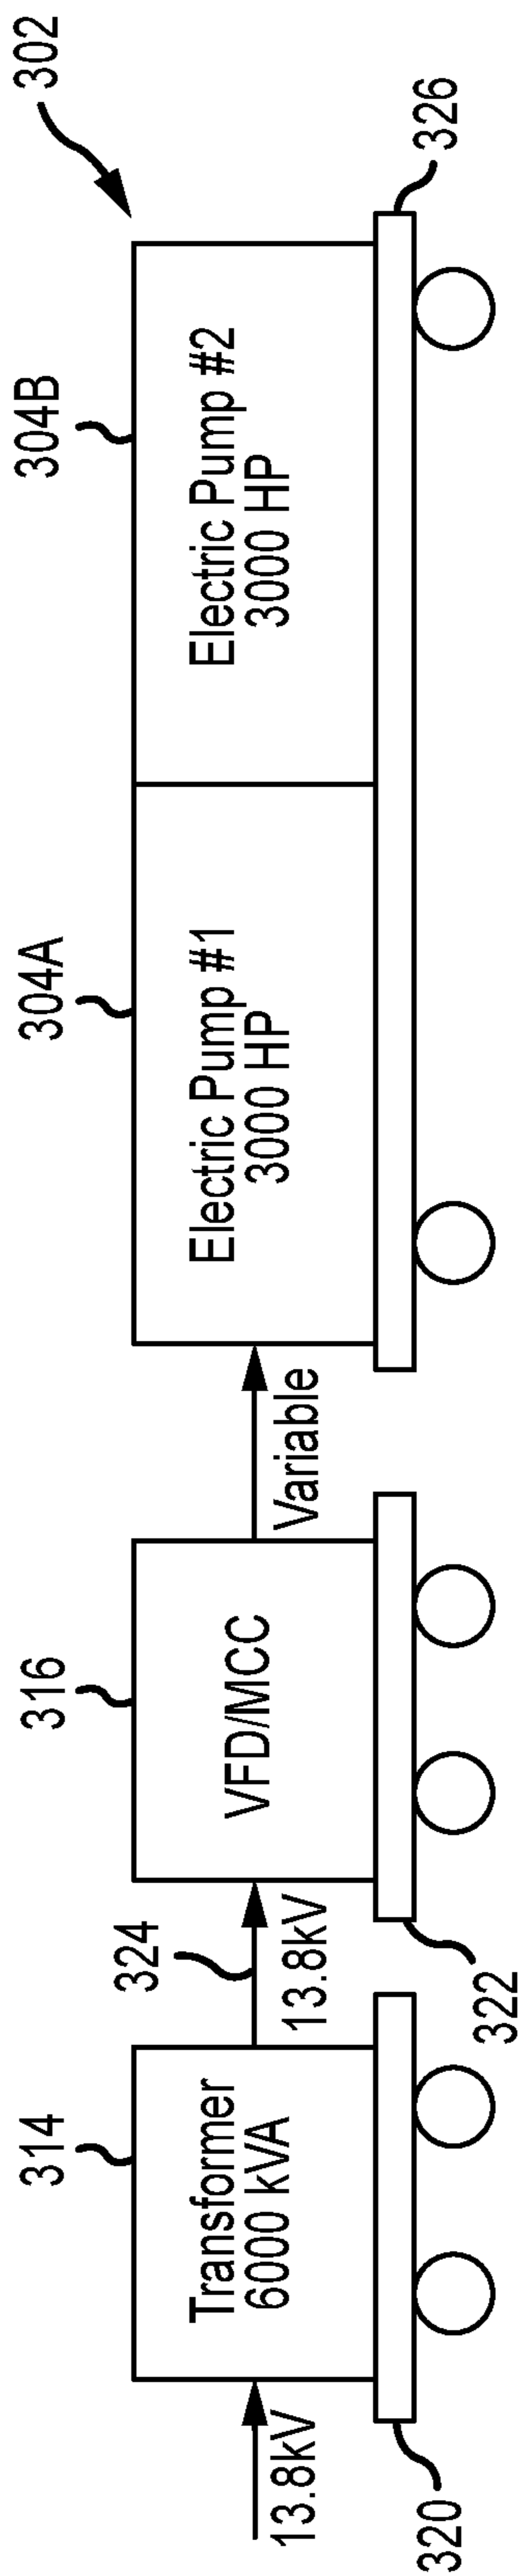 302
304B
304A
316
324
314
Electric Pump #2
3000 HP
Electric Pump #1
3000 HP
Variable
VFD/MCC
13.8kV
Transformer
6000 kVA
13.8kV
326
322
320